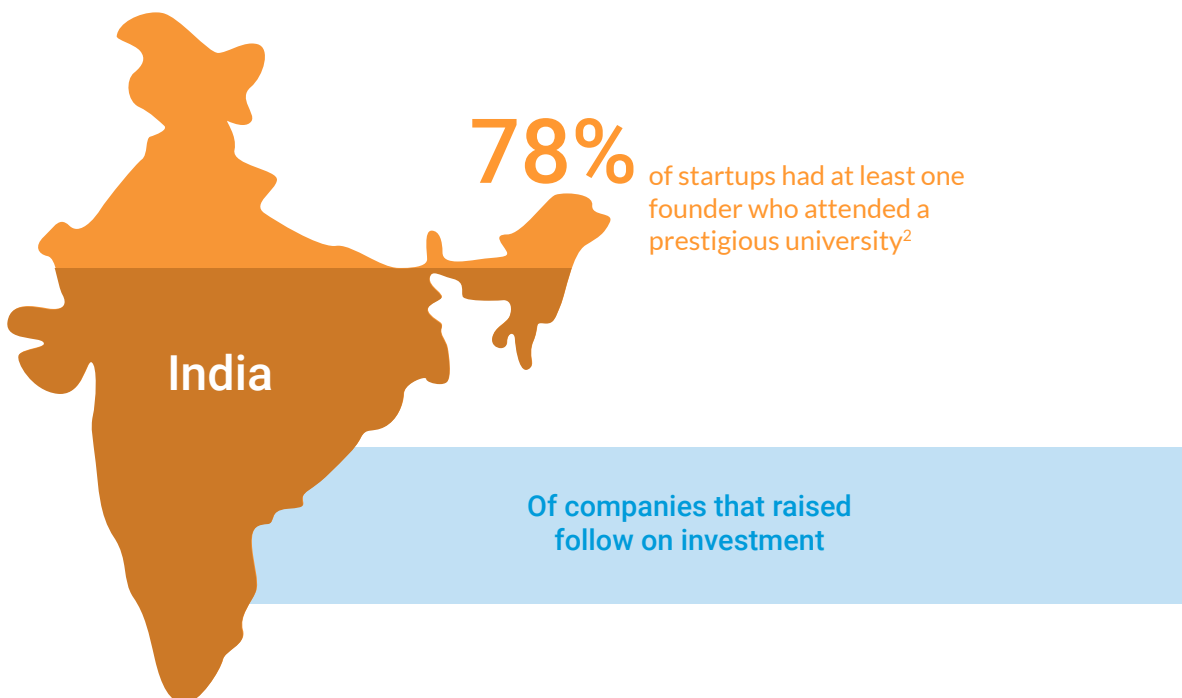 78%
of startups had at least one
founder who attended a
prestigious university²
India
Of companies that raised
follow on investment